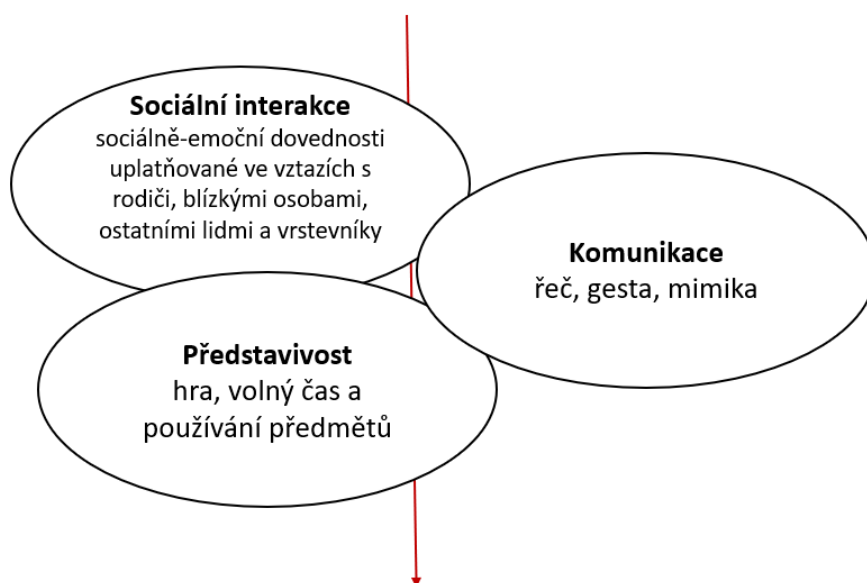 Sociální interakce
sociálně-emoční dovednosti
uplatňované ve vztazích s
rodiči, blízkými osobami,
ostatními lidmi a vrstevníky
Komunikace
řeč, gesta, mimika
Představivost
hra, volný čas a
používání předmětů